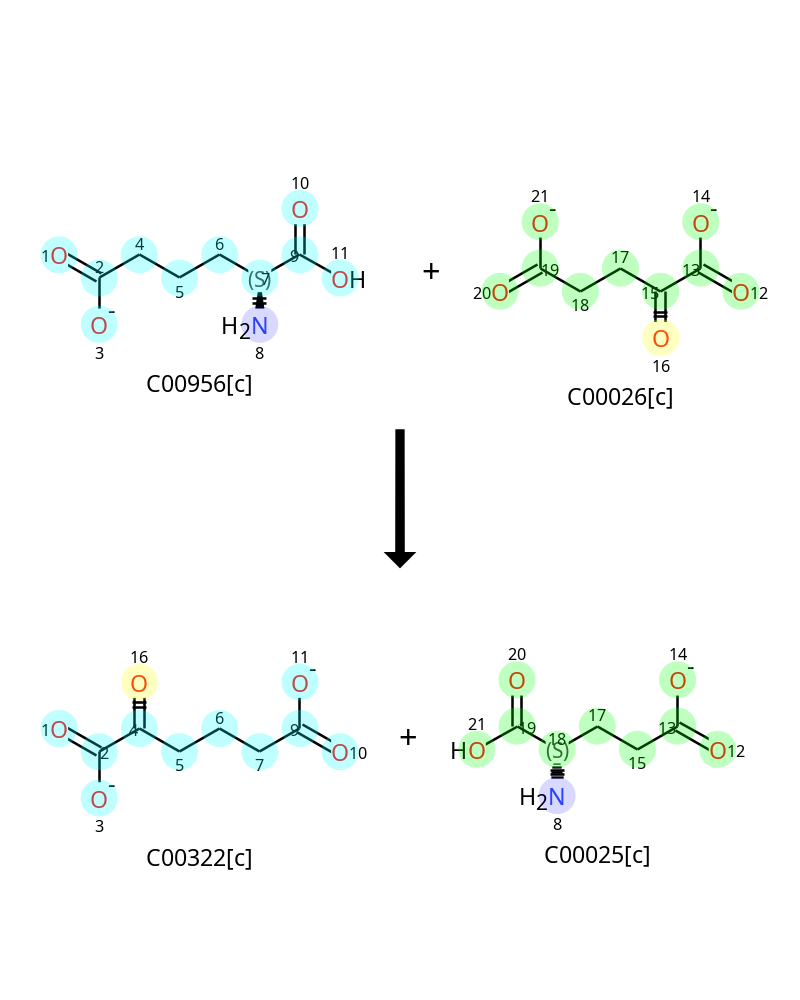 10
21
14
O
O-
O-
4
6
11
17
1O
2
9
OH
+
19
13
5
(S)
20O
18
15
O12
O-
H2N
O
3
8
16
C00956[c]
C00026[c]
16
11
20
14
O
O-
O
O-
6
21
17
1O
2
4
9
O10
+
HO
19
18
13
O12
5
7
(S)
15
O-
H2N
3
8
C00322[c]
C00025[c]